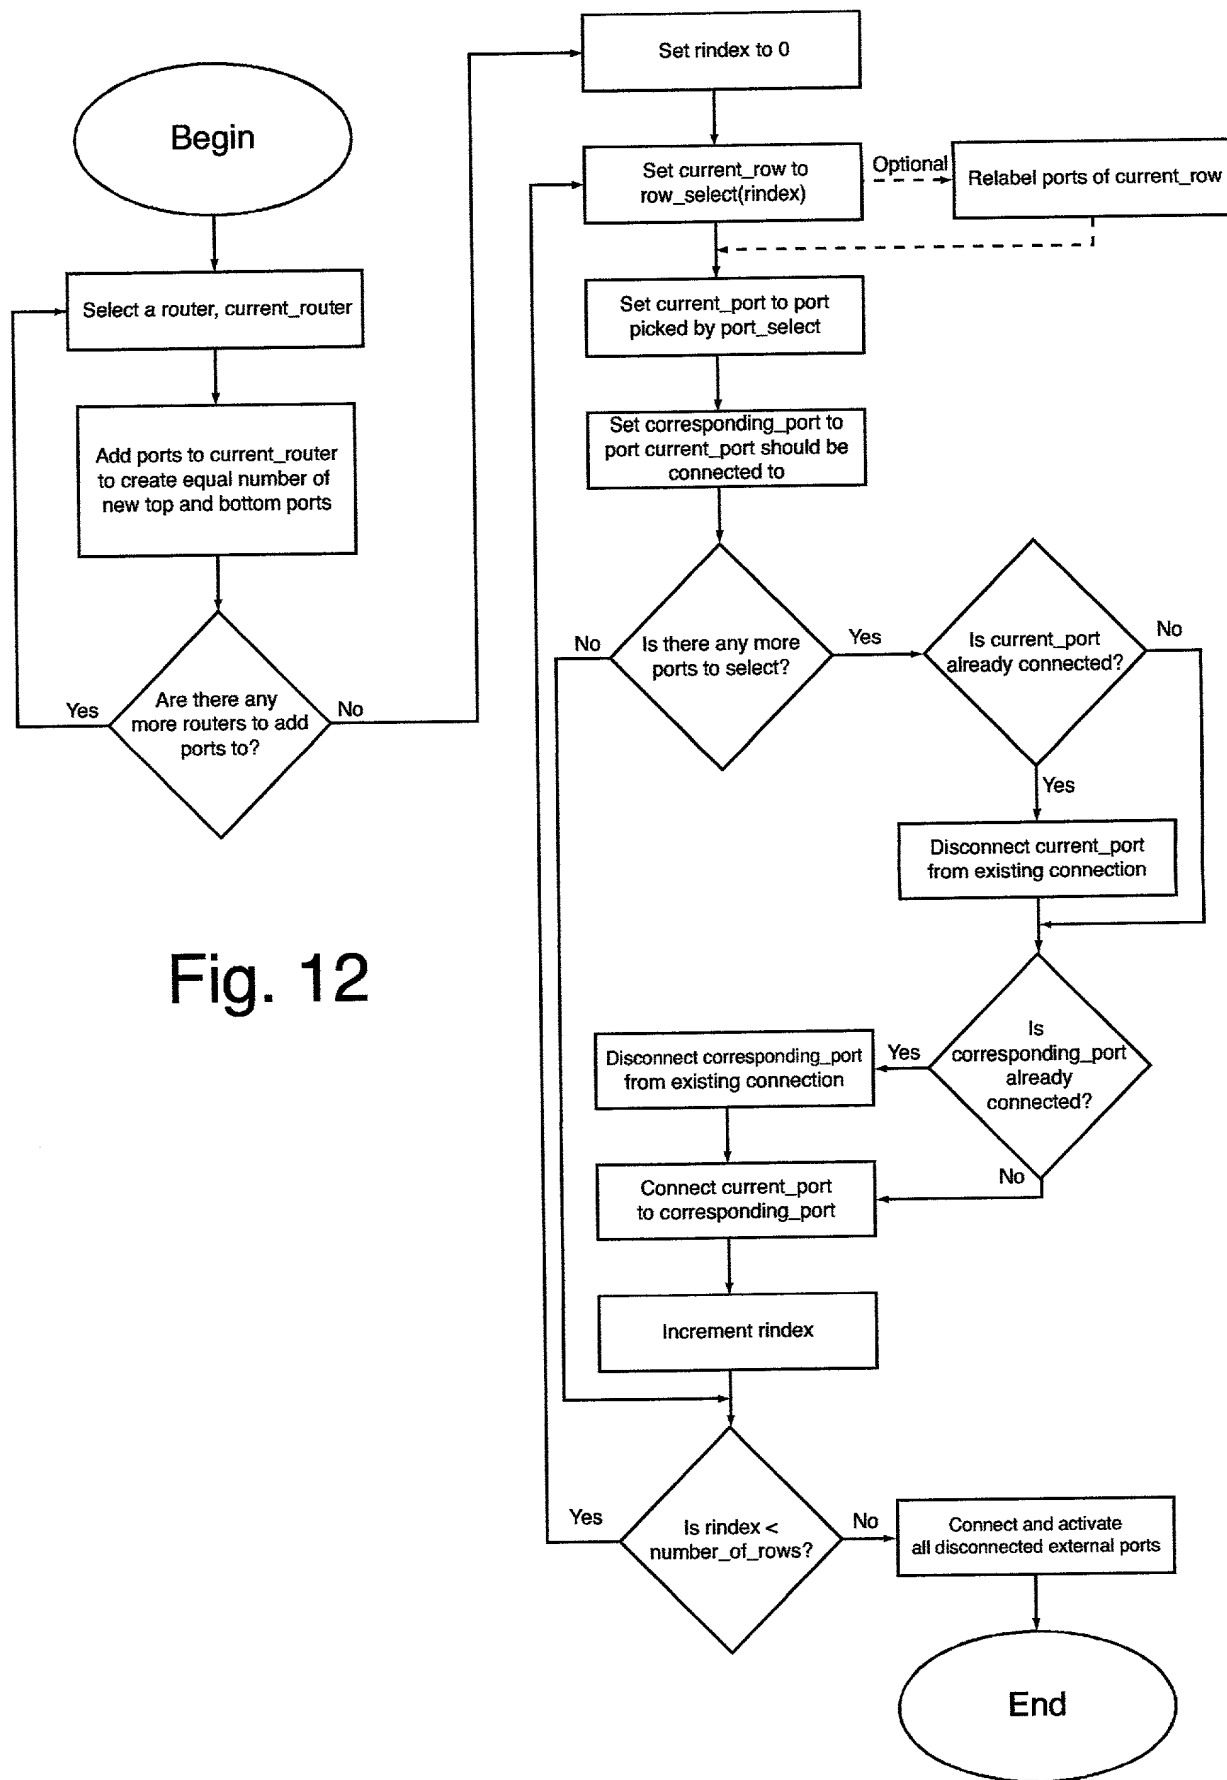 Begin
Select a router, current_router
Add ports to current_router
to create equal number of
new top and bottom ports
Are there any
more routers to add
ports to?
Yes
No
Set rindex to 0
Set current_row to
row_select(rindex)
Optional
Relabel ports of current_row
Set current_port to port
picked by port_select
Set corresponding_port to
port current_port should be
connected to
Is there any more
ports to select?
No
Yes
Is current_port
already connected?
No
Yes
Disconnect current_port
from existing connection
Is
corresponding_port
already
connected?
Yes
No
Disconnect corresponding_port
from existing connection
Connect current_port
to corresponding_port
Increment rindex
Is rindex <
number_of_rows?
Yes
No
Connect and activate
all disconnected external ports
End
Fig. 12